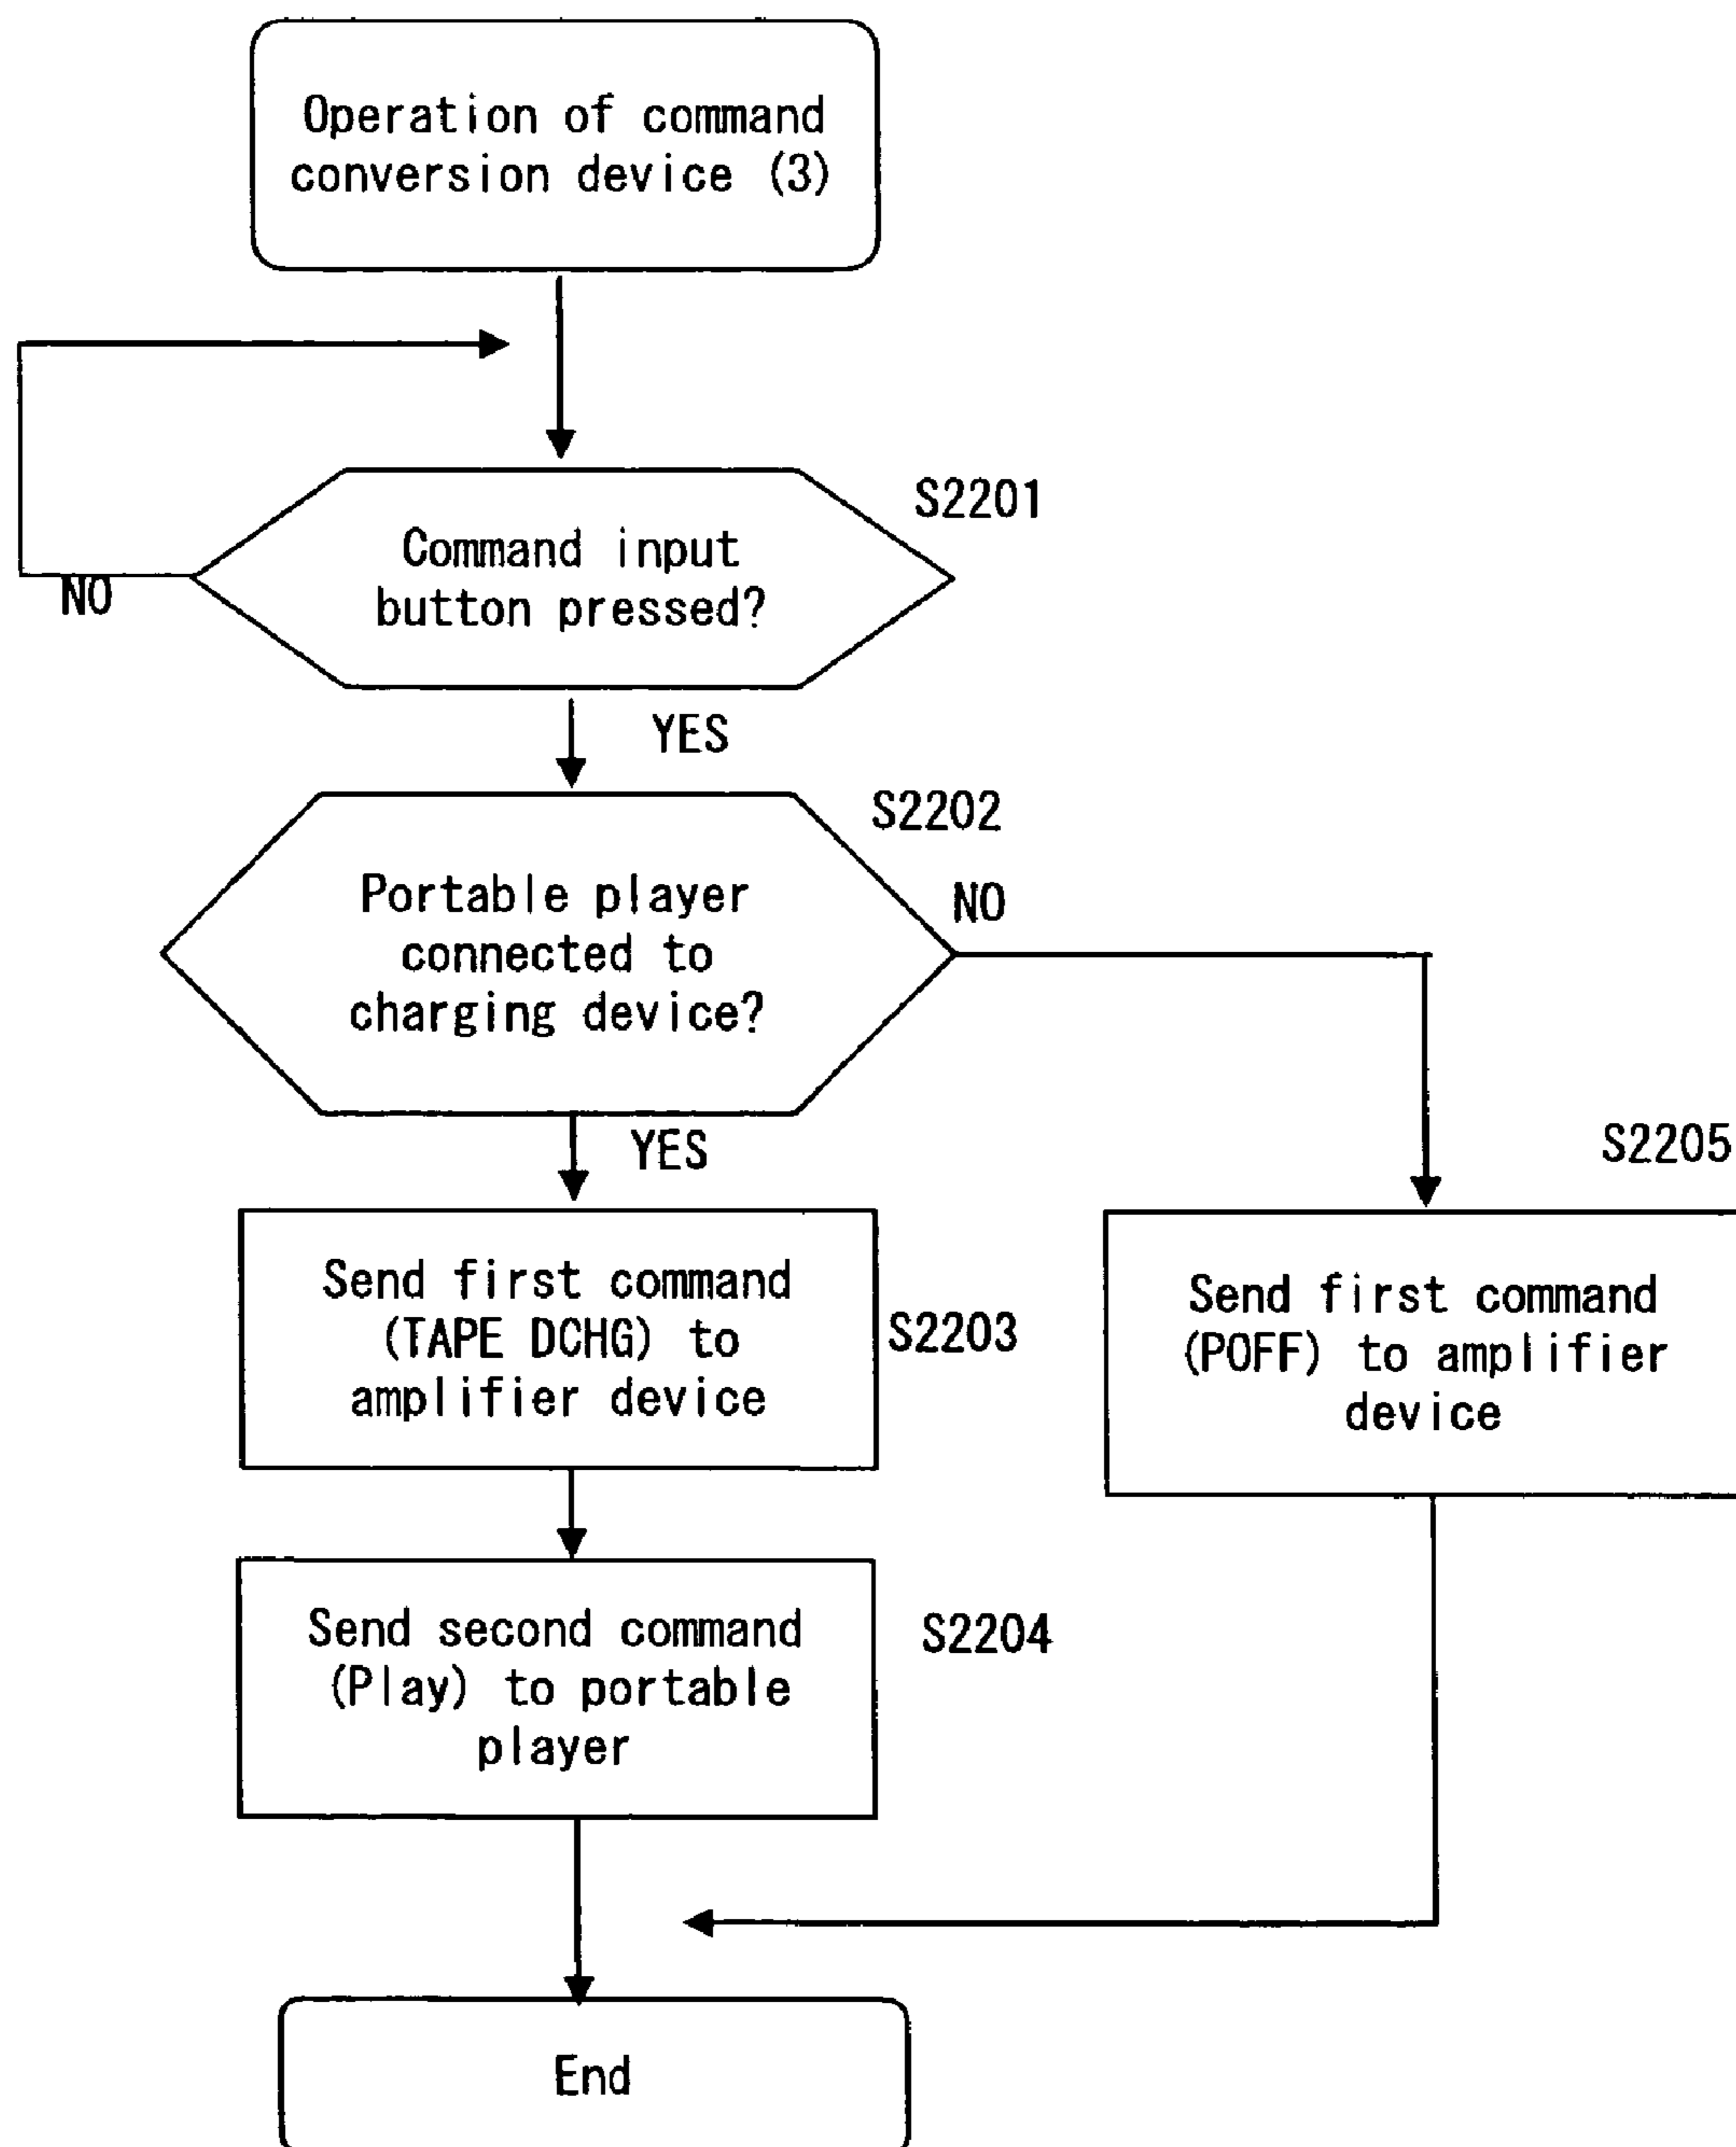 Operation of command
conversion device (3)
S2201
Command input
button pressed?
NO
YES
S2202
Portable player
connected to
charging device?
NO
YES
S2205
Send first command
(TAPE DCHG) to
amplifier device
S2203
Send first command
(POFF) to amplifier
device
Send second command
(Play) to portable
player
S2204
End